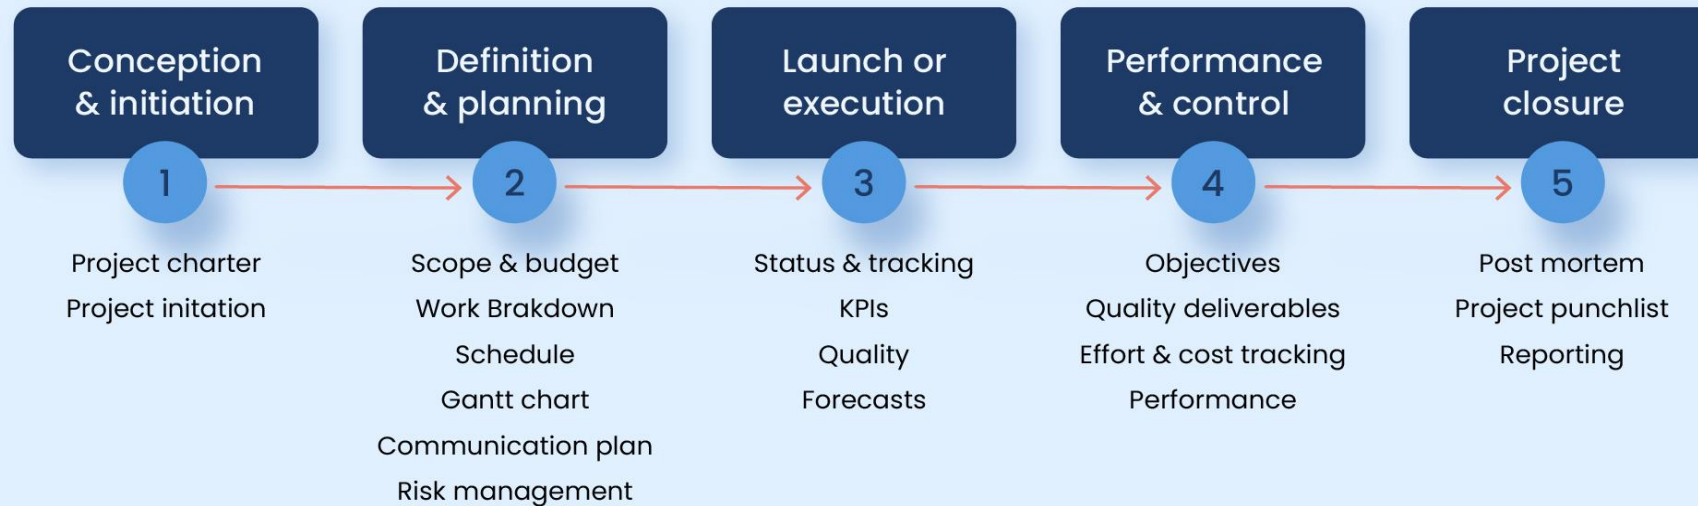 Conception
& initiation
1
Project charter
Project initation
Definition
& planning
2
Scope & budget
Work Brakdown
Schedule
Gantt chart
Communication plan
Risk management
Launch or
execution
3
Status & tracking
KPIs
Quality
Forecasts
Performance
& control
4
Objectives
Quality deliverables
Effort & cost tracking
Performance
Project
closure
5
Post mortem
Project punchlist
Reporting